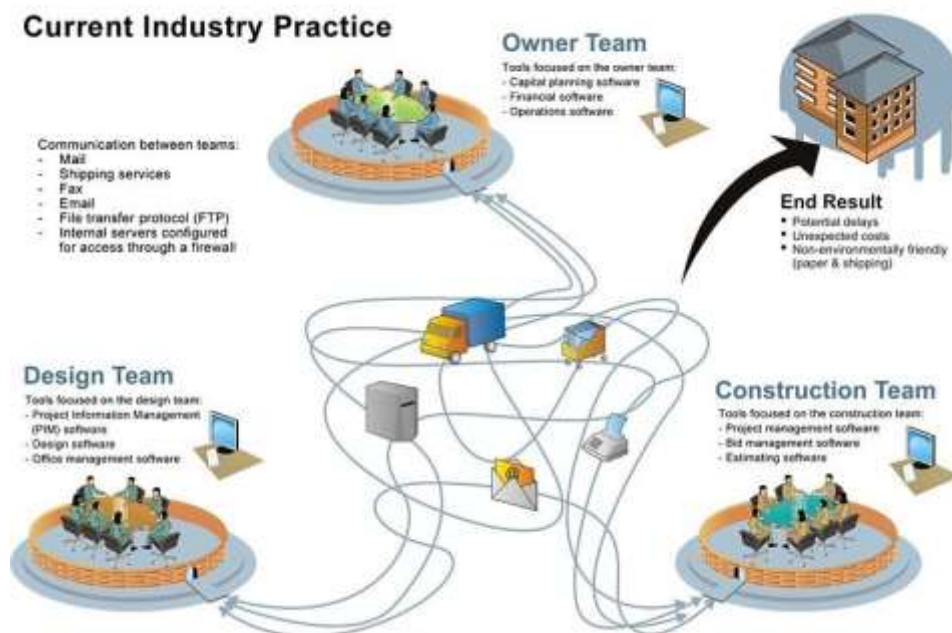 Current Industry Practice
Owner Team
Tools focused on the owner team:
- Capital planning software
- Financial software
- Operations software
Communication between teams:
- Mail
- Shipping services
- Fax
- Email
- File transfer protocol (FTP)
- Internal servers configured
for access through a firewall
End Result
• Potential delays
• Unexpected costs
• Non-environmentally friendly
(paper & shipping)
Design Team
Tools focused on the design team:
- Project Information Management
(PIM) software
- Design software
- Office management software
Construction Team
Tools focused on the construction team:
- Project management software
- Bid management software
- Estimating software